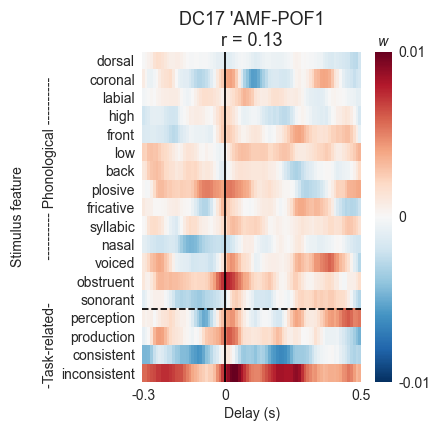 DC17 'AMF-POF1
r = 0.13
w
Stimulus feature
-Task-related- ---------- Phonological ----------
dorsal
coronal
labial
high
front
low
back
plosive
fricative
syllabic
nasal
voiced
obstruent
sonorant
perception
production
consistent
inconsistent
0.01
0
-0.01
-0.3 0 0.5
Delay (s)